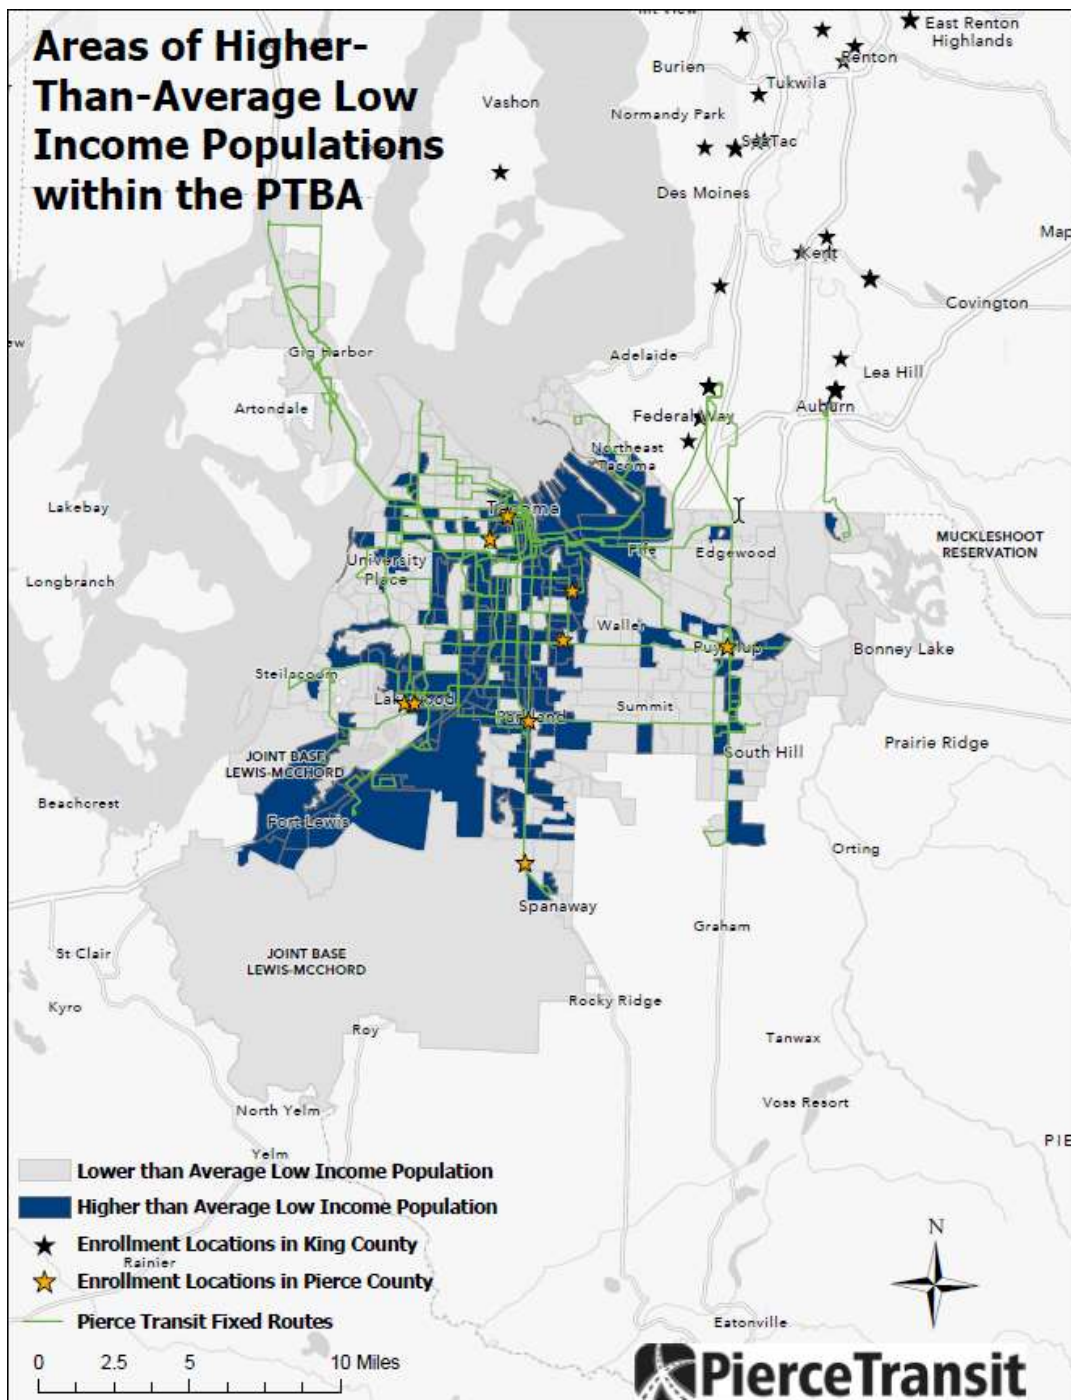 Areas of Higher-
Than-Average Low
Income Populations
within the PTBA
East Renton
Highlands
Burien
Renton
Tukwila
Vashon
Normandy Park
SeaTac
Des Moines
Map
Kent
Covington
ew
Gig Harbor
Adelaide
Lea Hill
Artondale
Auburn
Federal Way
Northeast
Tacoma
Lakebay
Tacoma
MUCKLESHOOT
RESERVATION
Fife
Edgewood
University
Place
Longbranch
Waller
Puyallup
Bonney Lake
Steilacoom
Lakewood
Summit
Parkland
South Hill
Prairie Ridge
JOINT BASE
LEWIS-MCCHORD
Beachcrest
Fort Lewis
Orting
Spanaway
Graham
St Clair
JOINT BASE
LEWIS-MCCHORD
Kyro
Rocky Ridge
Roy
Tanwax
North Yelm
Voss Resort
Yelm
PIE
Lower than Average Low Income Population
Higher than Average Low Income Population
Enrollment Locations in King County
Rainier
Enrollment Locations in Pierce County
Pierce Transit Fixed Routes
N
Eatonville
0 2.5 5 10 Miles
PierceTransit